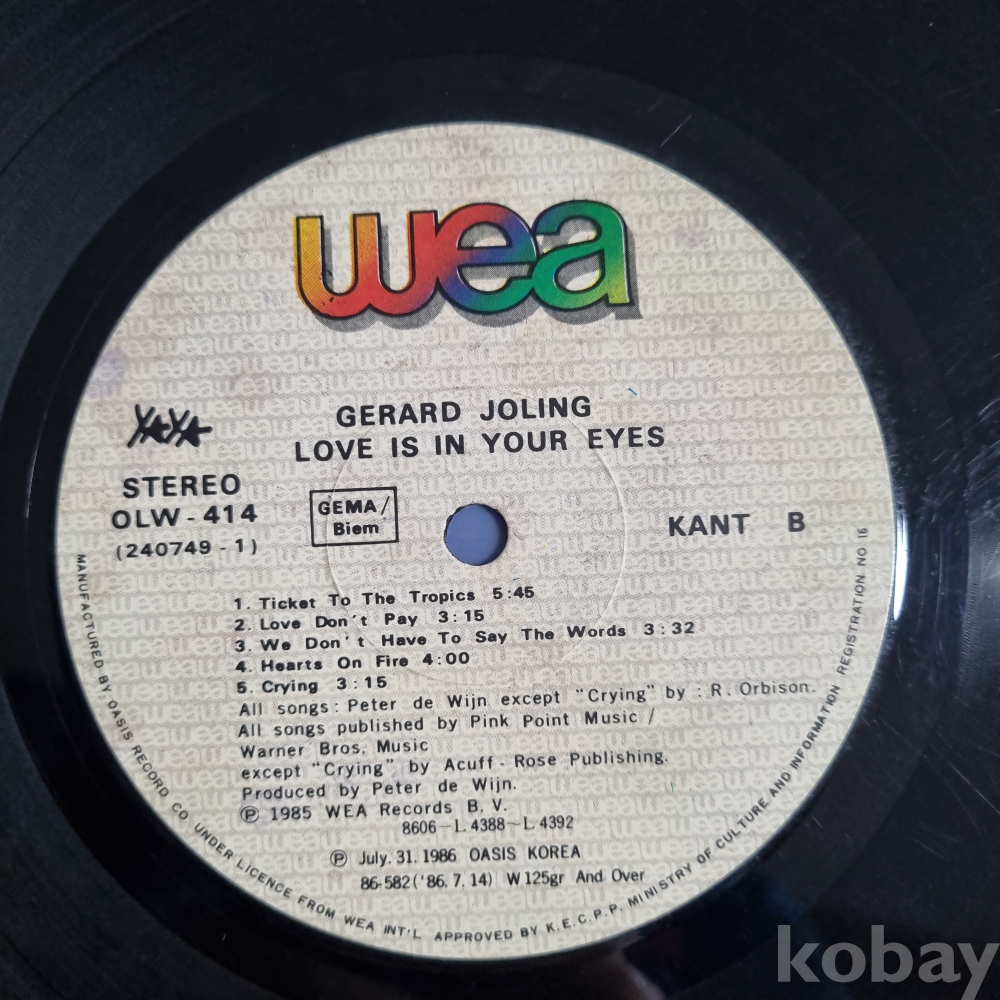 wea
GERARD JOLING
LOVE IS IN YOUR EYES
YAYA
STEREO
OLW - 414
(240749 - 1)
GEMA /
Biem
KANT B
1. Ticket To The Tropics 5:45
2. Love Don't Pay 3:15
3. We Don't Have To Say The Words 3:32
4. Hearts On Fire 4:00
5. Crying 3:15
All songs : Peter de Wijn except "Crying" by : R. Orbison.
All songs published by Pink Point Music /
Warner Bros. Music
except "Crying" by Acuff - Rose Publishing.
Produced by Peter de Wijn.
Ⓟ 1985 WEA Records B. V.
8606-L. 4388~L. 4392
Ⓟ July. 31. 1986 OASIS KOREA
86-582('86. 7. 14) W 125gr And Over
MANUFACTURED BY OASIS RECORD CO. UNDER LICENCE FROM WEA INT'L APPROVED BY K.E.C.P.P. MINISTRY OF CULTURE AND INFORMATION REGISTRATION NO 16
kobay